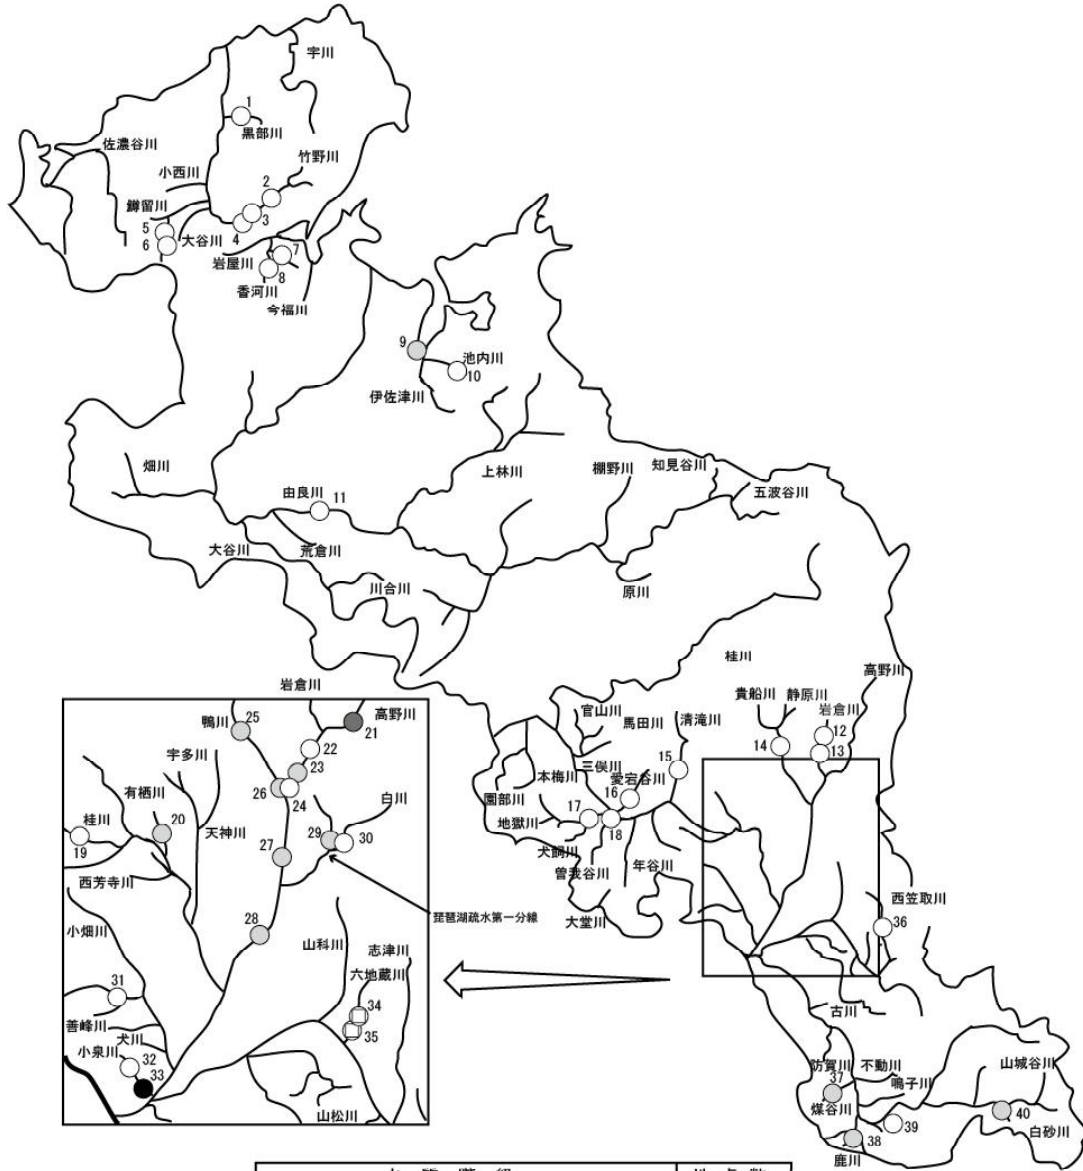 宇川
1
黒部川
佐濃谷川
竹野川
小西川
2
鱒留川
3
5
4
大谷川
6
7
岩屋川
8
香河川
今福川
9
池内川
10
伊佐津川
畑川
上林川
棚野川
知見谷川
由良川
11
五波谷川
大谷川
荒倉川
川合川
原川
桂川
高野川
貴船川
静原川
岩倉川
12
14
13
官山川
馬田川
清滝川
三俣川
15
本梅川
愛宕谷川
園部川
16
17
地獄川
18
犬飼川
曽我谷川
年谷川
大堂川
西笠取川
36
古川
防賀川
不動川
山城谷川
37
鳴子川
煤谷川
40
39
白砂川
38
鹿川
岩倉川
鴨川
25
高野川
21
宇多川
22
23
有栖川
26
24
白川
桂川
20
天神川
29
30
19
27
西芳寺川
琵琶湖疏水第一分線
小畑川
28
山科川
志津川
六地蔵川
31
34
善峰川
35
犬川
小泉川
32
33
山松川
水質階級
地点数